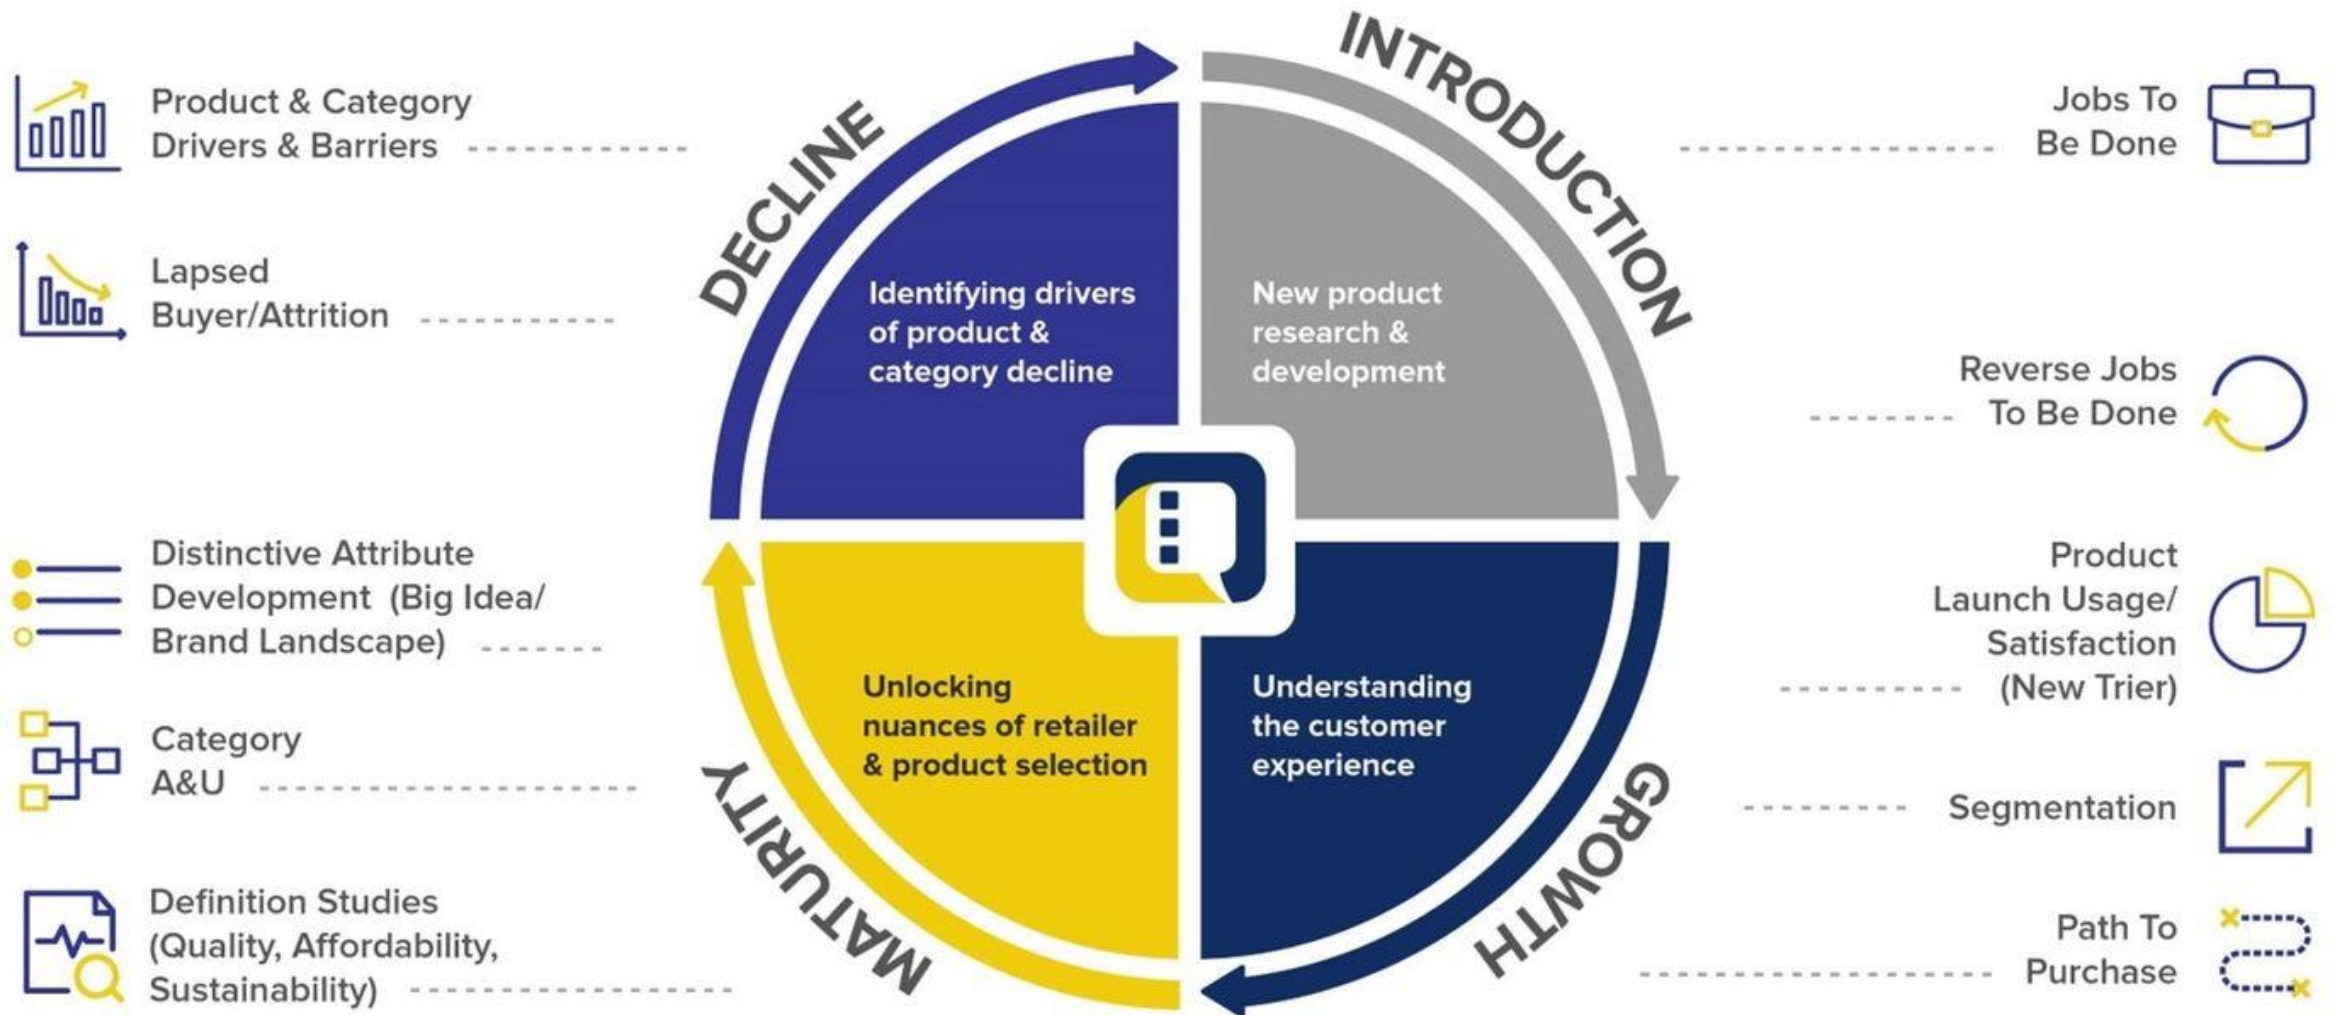 Product & Category
Drivers & Barriers
Lapsed
Buyer/Attrition
Distinctive Attribute
Development (Big Idea/
Brand Landscape)
Category
A&U
Definition Studies
(Quality, Affordability,
Sustainability)
DECLINE
INTRODUCTION
Identifying drivers
of product &
category decline
New product
research &
development
Unlocking
nuances of retailer
& product selection
Understanding
the customer
experience
MATURITY
GROWTH
Jobs To
Be Done
Reverse Jobs
To Be Done
Product
Launch Usage/
Satisfaction
(New Trier)
Segmentation
Path To
Purchase